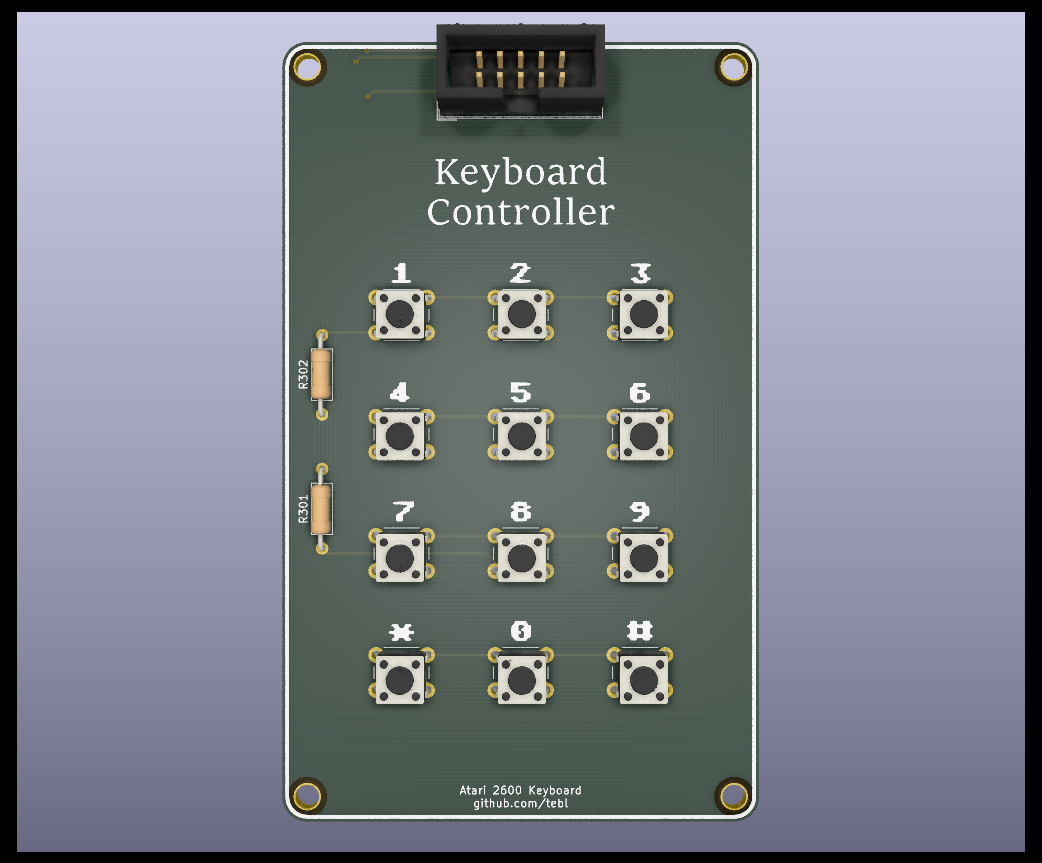 Keyboard
Controller
1 2 3
R302
4 5 6
R301
7 8 9
* 0 #
Atari 2600 Keyboard
github.com/tebl